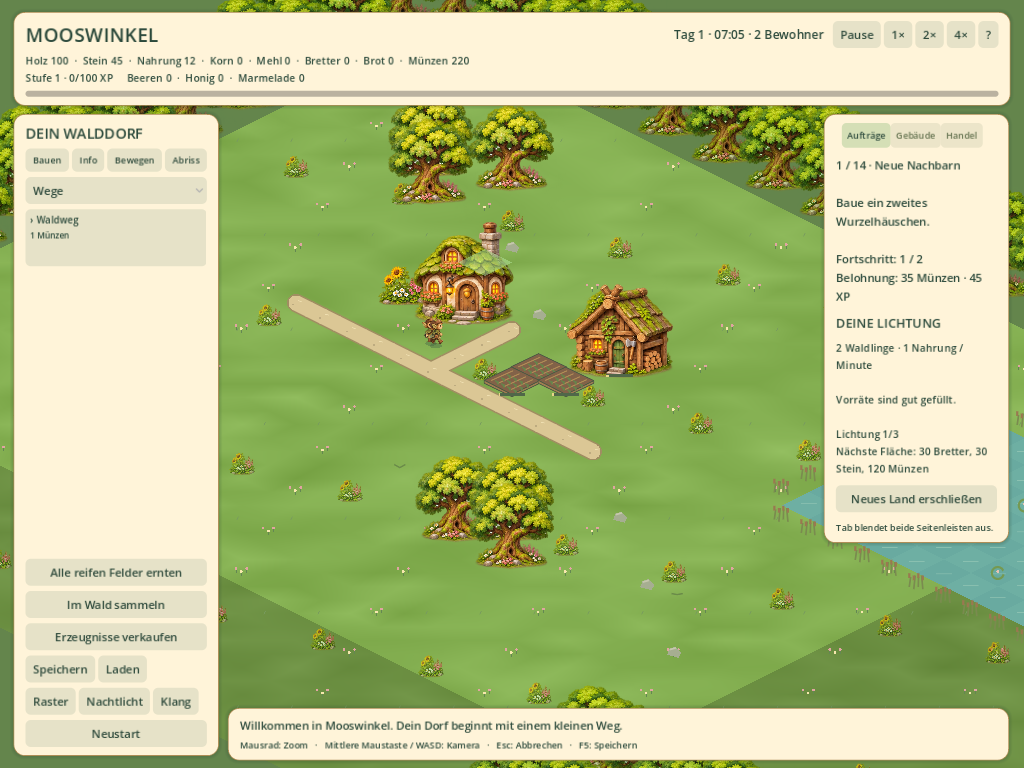 MOOSWINKEL
Tag 1 · 07:05 · 2 Bewohner
Pause
1×
2×
4×
?
Holz 100 · Stein 45 · Nahrung 12 · Korn 0 · Mehl 0 · Bretter 0 · Brot 0 · Münzen 220
Stufe 1 · 0/100 XP Beeren 0 · Honig 0 · Marmelade 0
DEIN WALDDORF
Bauen
Info
Bewegen
Abriss
Wege
› Waldweg
1 Münzen
Alle reifen Felder ernten
Im Wald sammeln
Erzeugnisse verkaufen
Speichern
Laden
Raster
Nachtlicht
Klang
Neustart
Aufträge
Gebäude
Handel
1 / 14 · Neue Nachbarn
Baue ein zweites
Wurzelhäuschen.
Fortschritt: 1 / 2
Belohnung: 35 Münzen · 45
XP
DEINE LICHTUNG
2 Waldlinge · 1 Nahrung /
Minute
Vorräte sind gut gefüllt.
Lichtung 1/3
Nächste Fläche: 30 Bretter, 30
Stein, 120 Münzen
Neues Land erschließen
Tab blendet beide Seitenleisten aus.
Willkommen in Mooswinkel. Dein Dorf beginnt mit einem kleinen Weg.
Mausrad: Zoom · Mittlere Maustaste / WASD: Kamera · Esc: Abbrechen · F5: Speichern